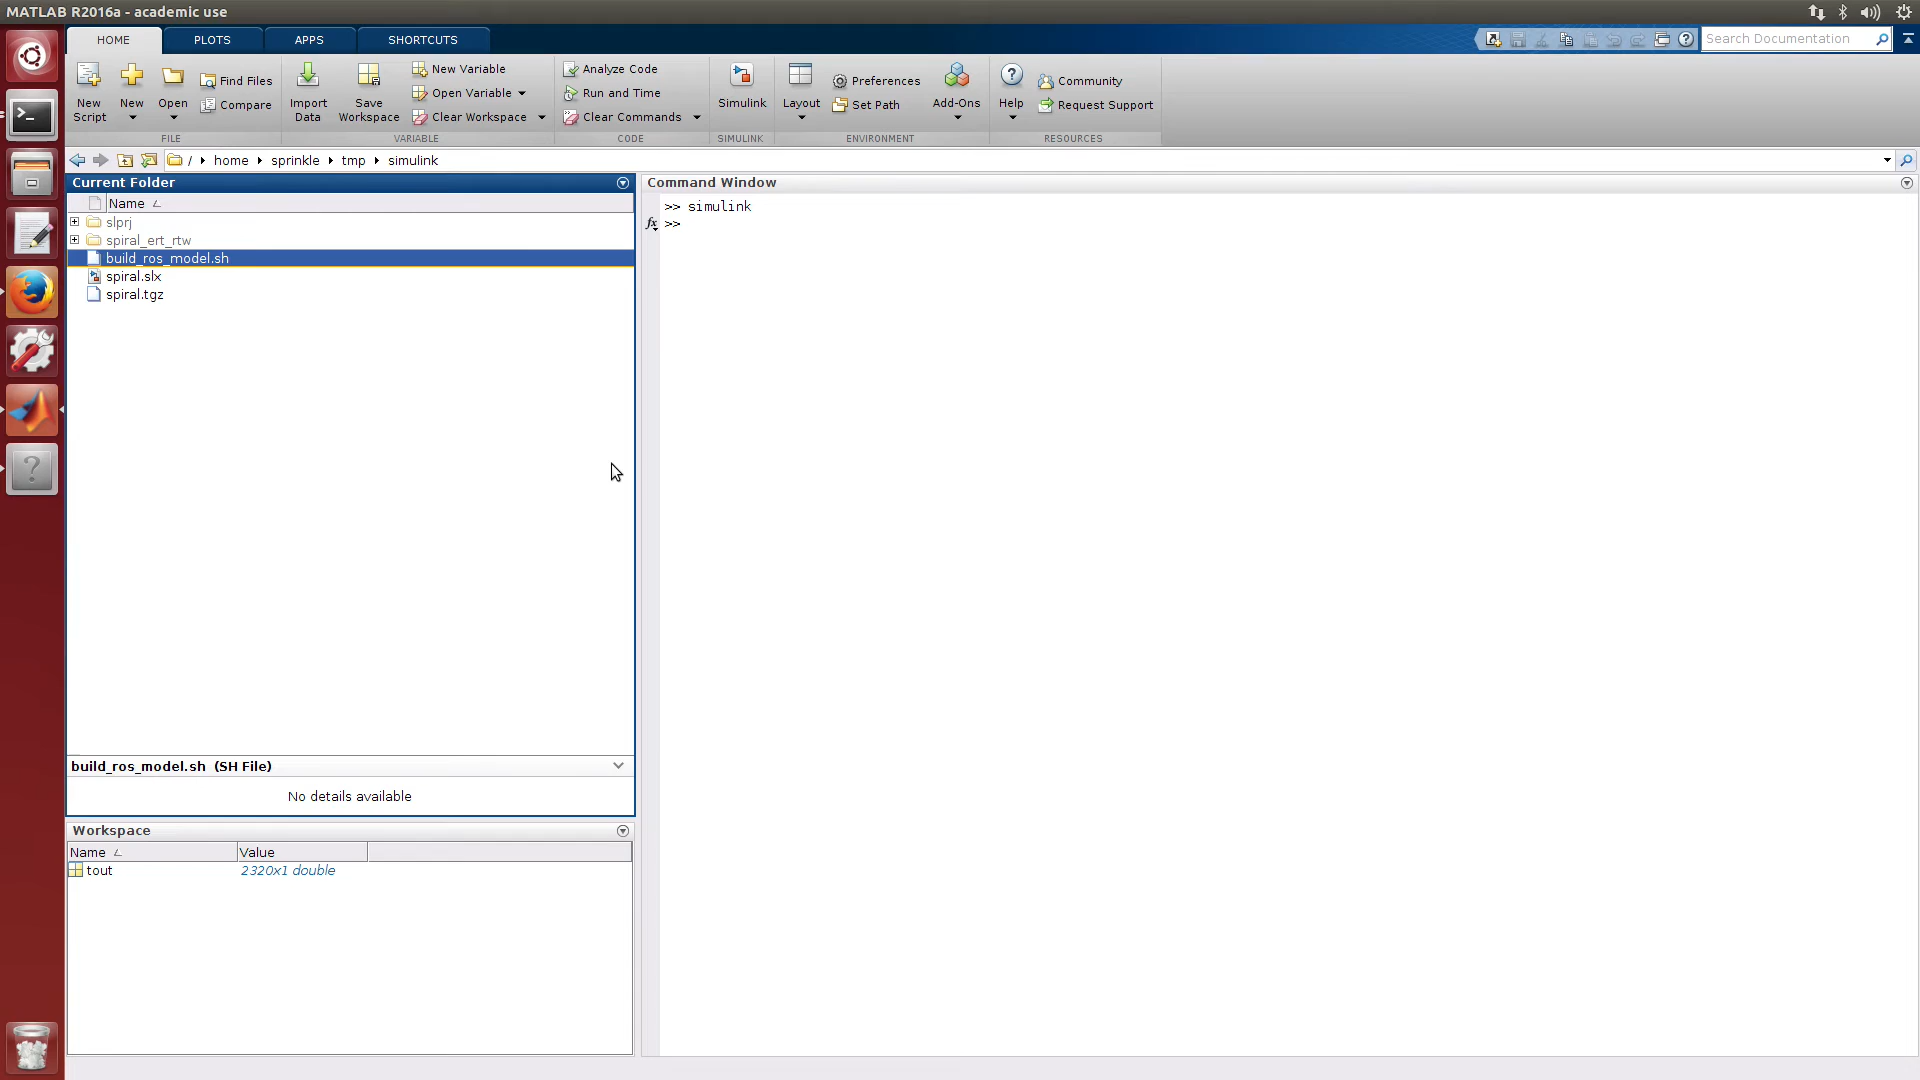 MATLAB R2016a - academic use
HOME PLOTS APPS SHORTCUTS
Search Documentation
New Script
New
Open
Find Files
Compare
FILE
Import Data
Save Workspace
New Variable
Open Variable
Clear Workspace
VARIABLE
Analyze Code
Run and Time
Clear Commands
CODE
Simulink
SIMULINK
Layout
Preferences
Set Path
Add-Ons
ENVIRONMENT
Help
Community
Request Support
RESOURCES
/ home sprinkle tmp simulink
Current Folder
Name
slprj
spiral_ert_rtw
build_ros_model.sh
spiral.slx
spiral.tgz
build_ros_model.sh (SH File)
No details available
Workspace
Name Value
tout 2320x1 double
Command Window
>> simulink
fx >>